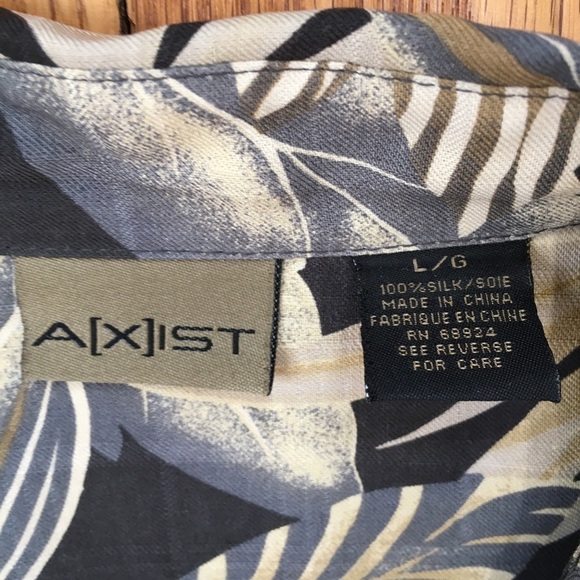 A[X]IST
L/G
100%SILK/SOIE
MADE IN CHINA
FABRIQUE EN CHINE
RN 68924
SEE REVERSE
FOR CARE